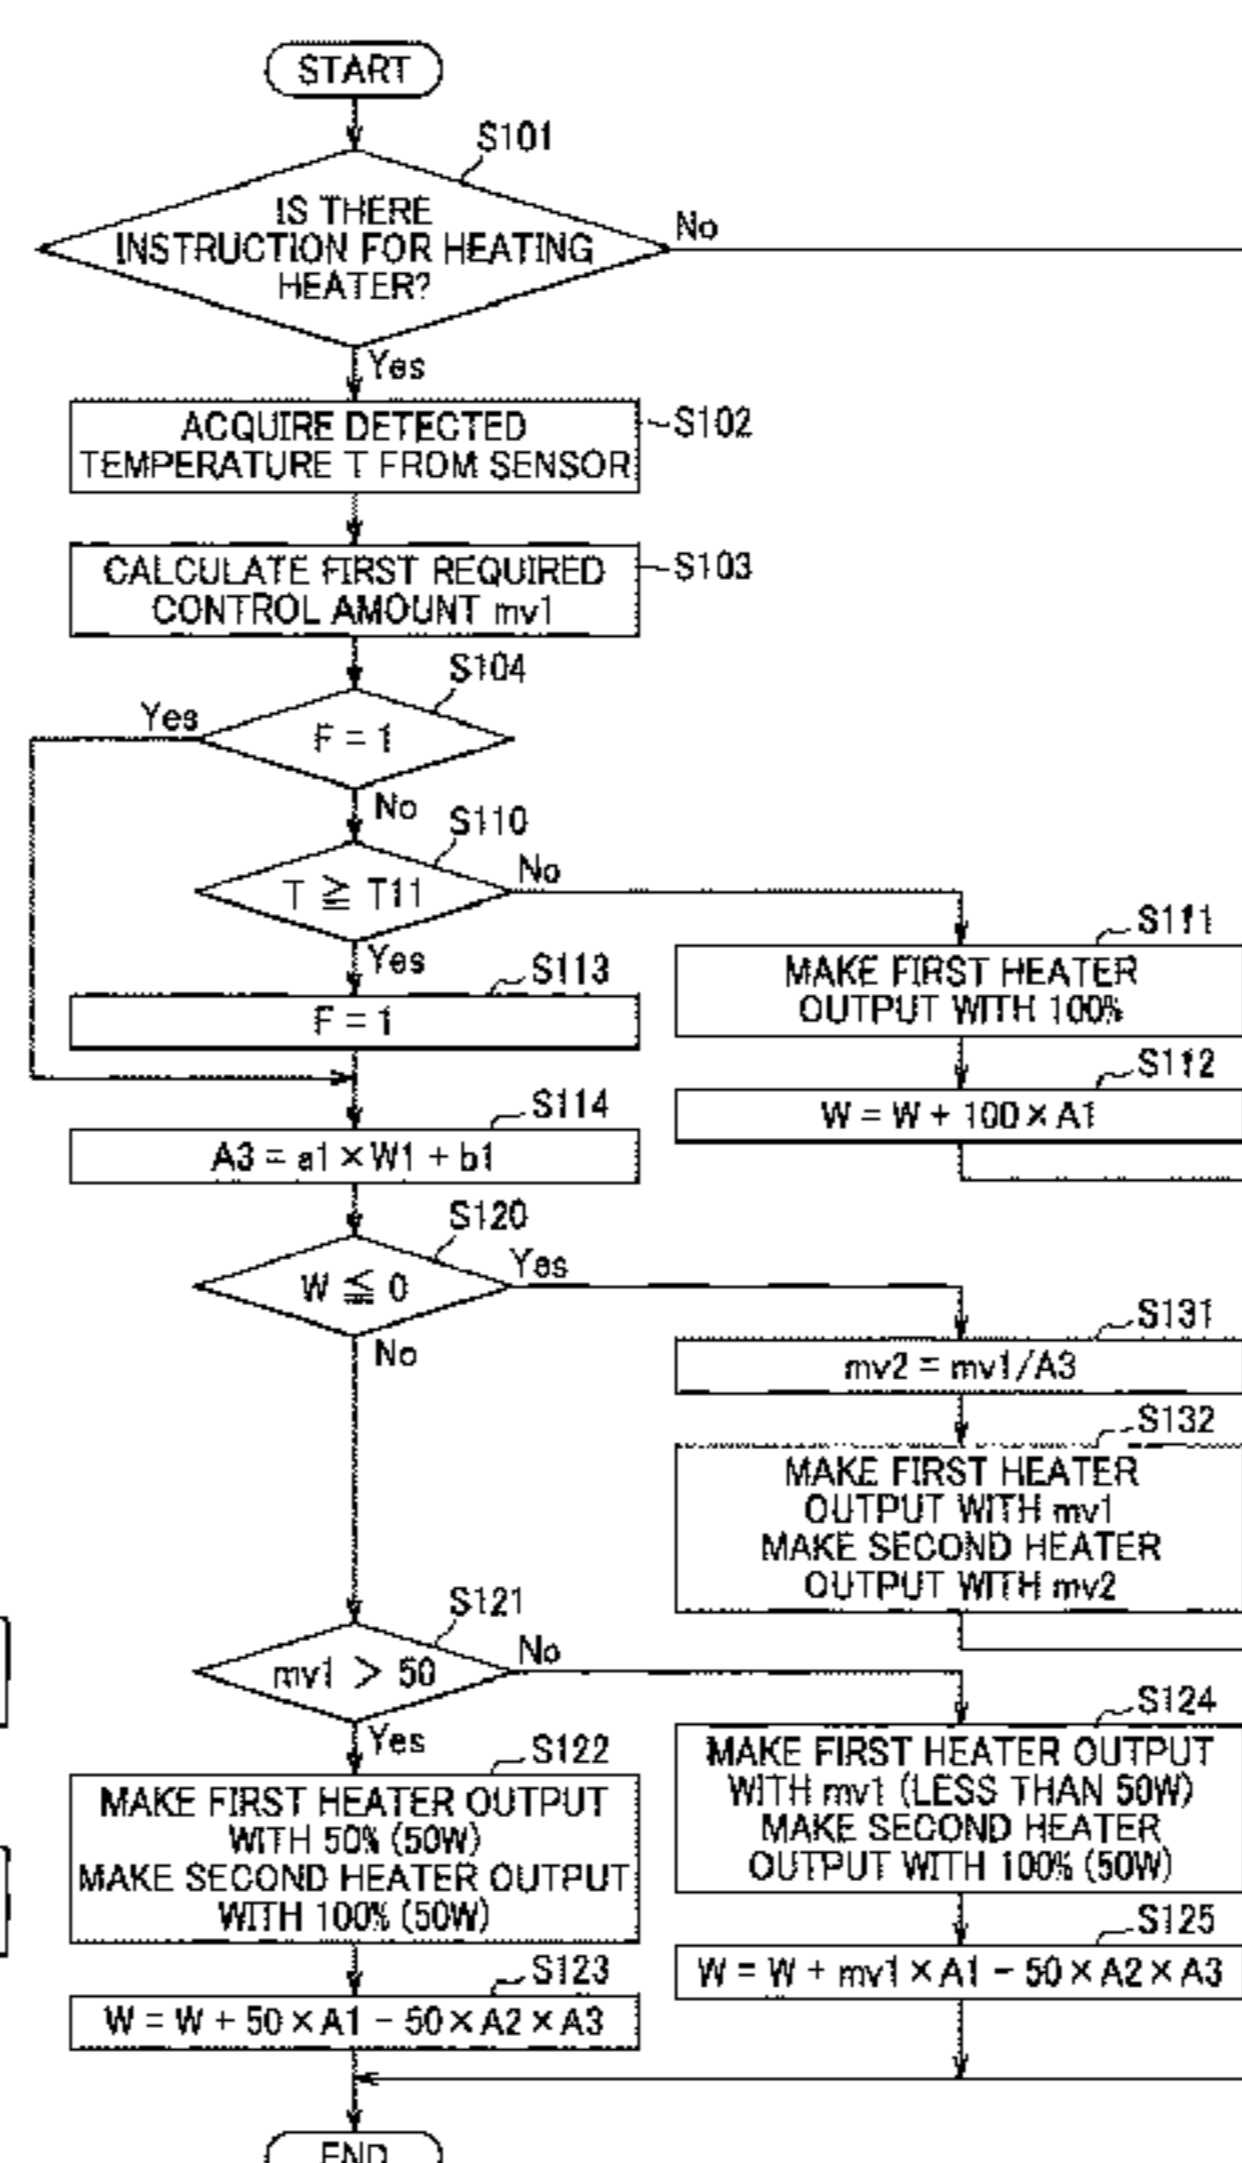 START
S101
IS THERE
INSTRUCTION FOR HEATING
HEATER?
No
Yes
ACQUIRE DETECTED
TEMPERATURE T FROM SENSOR
S102
CALCULATE FIRST REQUIRED
CONTROL AMOUNT mv1
S103
S104
Yes
F = 1
No
S110
T ≧ T11
No
Yes
S111
MAKE FIRST HEATER
OUTPUT WITH 100%
S113
F = 1
S112
W = W + 100 × A1
S114
A3 = a1 × W1 + b1
S120
W ≦ 0
Yes
No
S131
mv2 = mv1/A3
S132
MAKE FIRST HEATER
OUTPUT WITH mv1
MAKE SECOND HEATER
OUTPUT WITH mv2
S121
mv1 > 50
No
Yes
S124
MAKE FIRST HEATER OUTPUT
WITH mv1 (LESS THAN 50W)
MAKE SECOND HEATER
OUTPUT WITH 100% (50W)
S122
MAKE FIRST HEATER OUTPUT
WITH 50% (50W)
MAKE SECOND HEATER OUTPUT
WITH 100% (50W)
S125
W = W + mv1 × A1 − 50 × A2 × A3
S123
W = W + 50 × A1 − 50 × A2 × A3
END